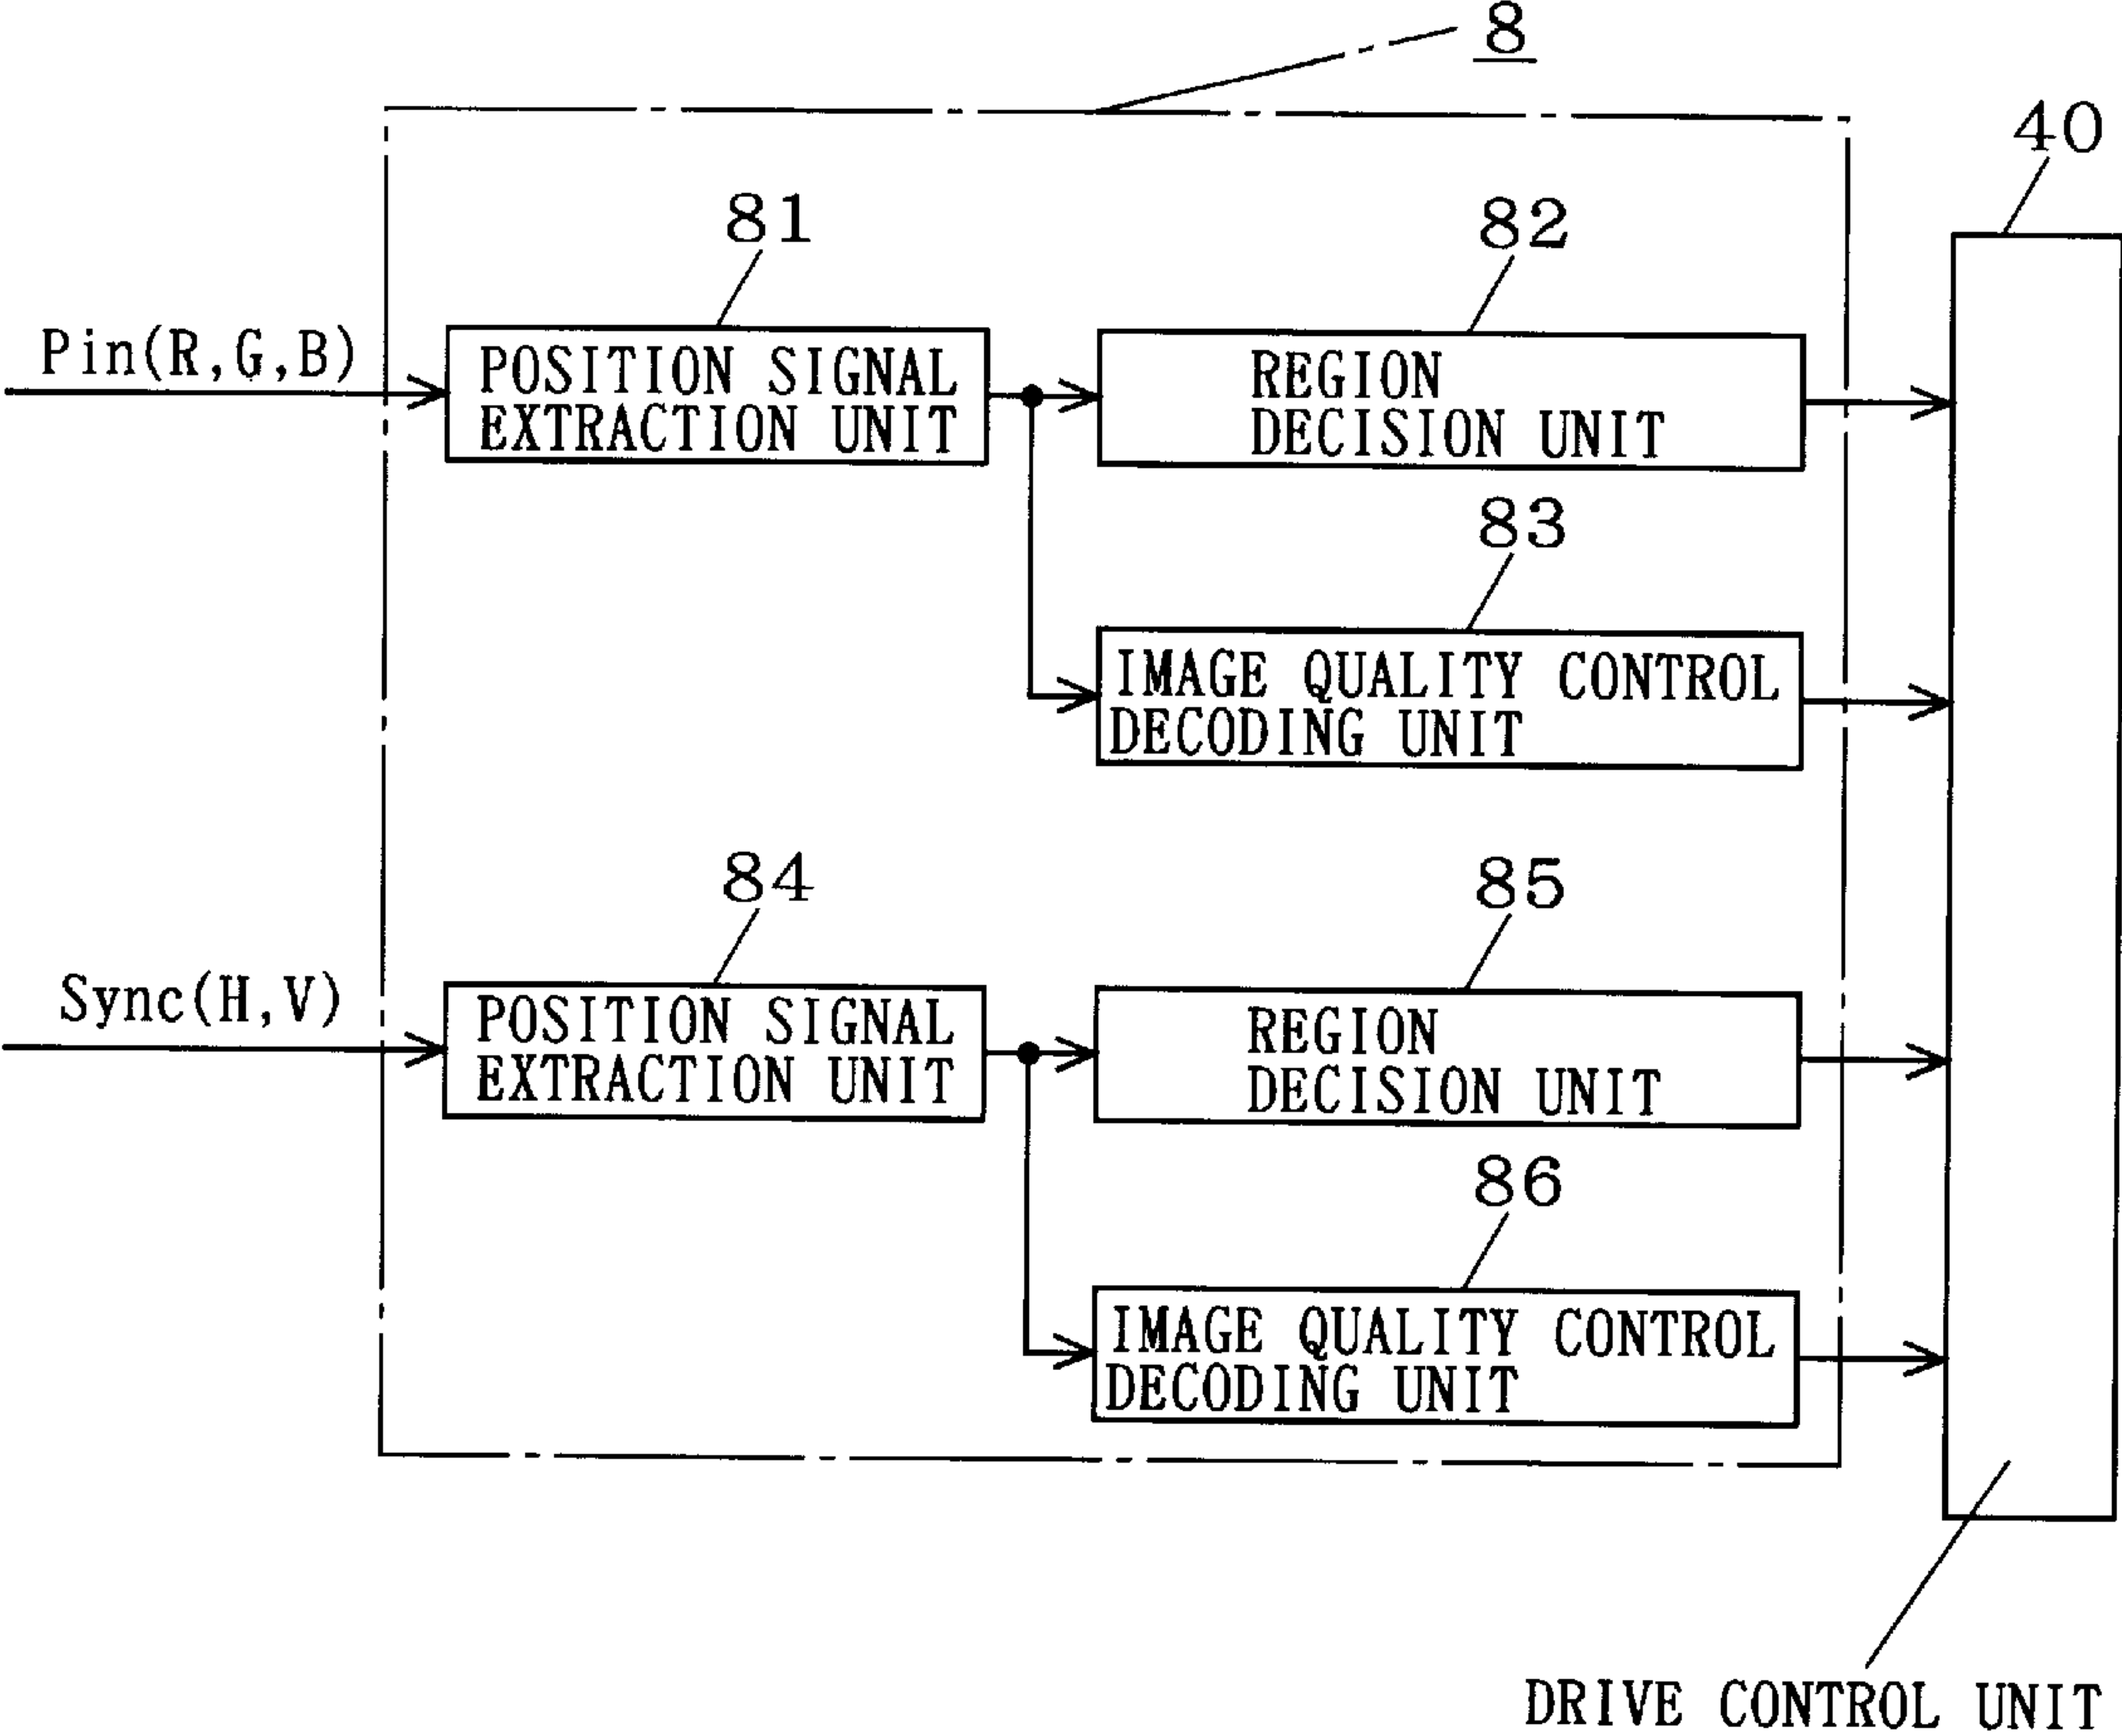 8
40
81
82
Pin(R,G,B)
POSITION SIGNAL
EXTRACTION UNIT
REGION
DECISION UNIT
83
IMAGE QUALITY CONTROL
DECODING UNIT
84
85
Sync(H,V)
POSITION SIGNAL
EXTRACTION UNIT
REGION
DECISION UNIT
86
IMAGE QUALITY CONTROL
DECODING UNIT
DRIVE CONTROL UNIT